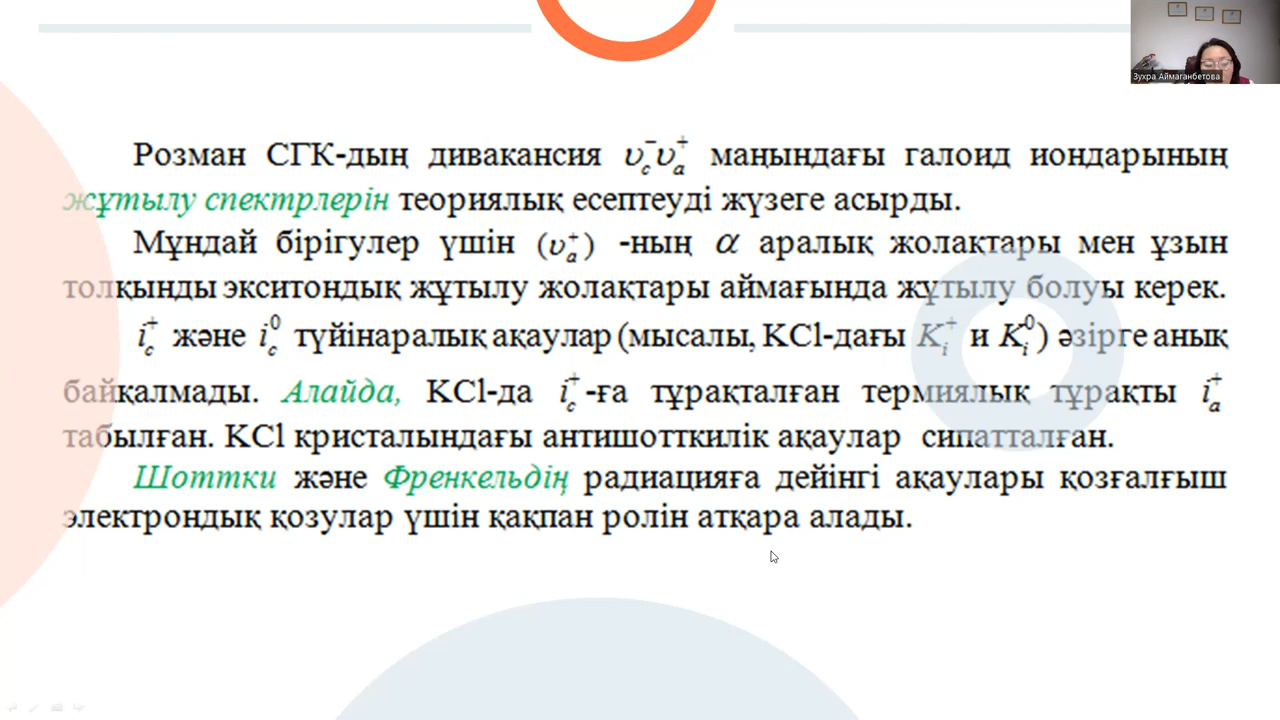 Зухра Аймаганбетова
Розман СГК-дың дивакансия υ_c^- υ_a^+ маңындағы галоид иондарының
жұтылу спектрлерін теориялық есептеуді жүзеге асырды.
Мұндай бірігулер үшін (υ_a^+) -ның α аралық жолақтары мен ұзын
толқынды экситондық жұтылу жолақтары аймағында жұтылу болуы керек.
i_c^+ және i_c^0 түйінаралық ақаулар (мысалы, KCl-дағы K_i^+ и K_i^0) әзірге анық
байқалмады. Алайда, KCl-да i_c^+-ға тұрақталған термиялық тұрақты i_a^+
табылған. KCl кристалындағы антишотткилік ақаулар сипатталған.
Шоттки және Френкельдің радиацияға дейінгі ақаулары қозғалғыш
электрондық қозулар үшін қақпан ролін атқара алады.